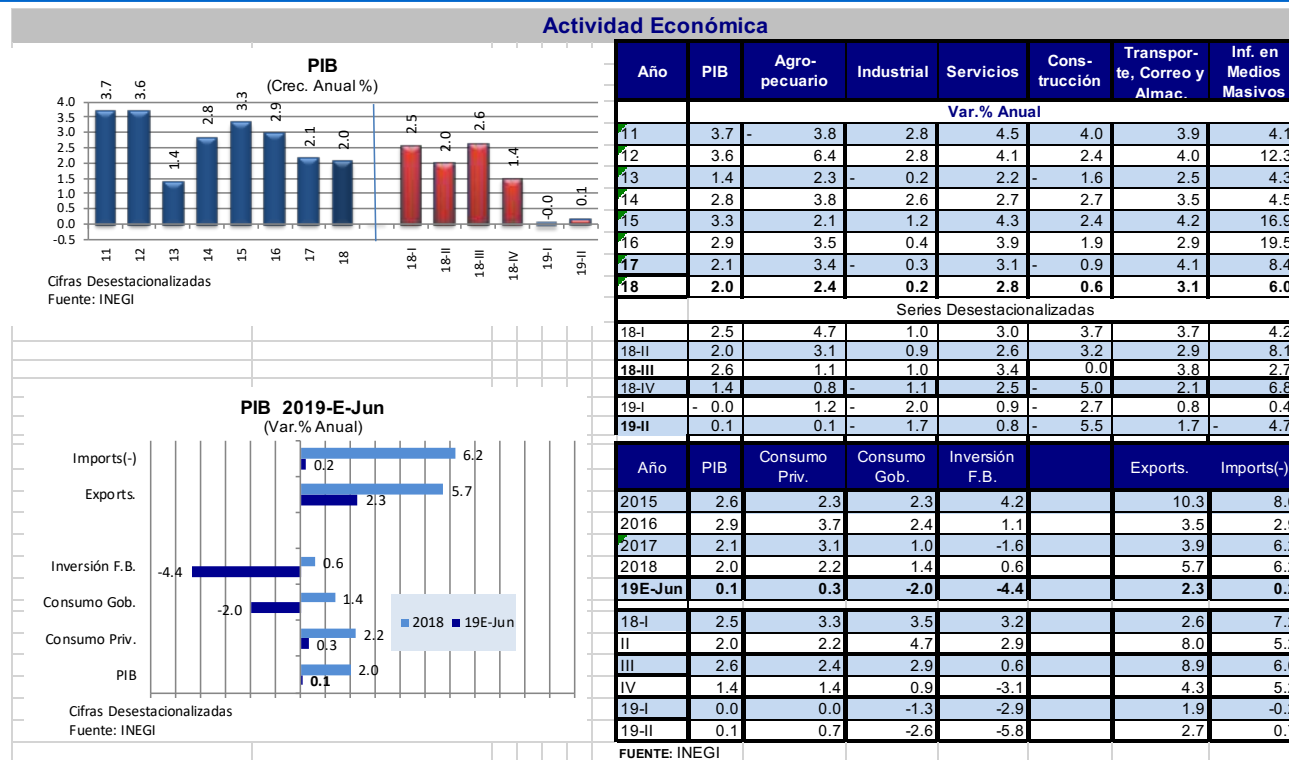 Actividad Económica
PIB
(Crec. Anual %)
4.0
3.5
3.0
2.5
2.0
1.5
1.0
0.5
0.0
-0.5
3.7 3.6 1.4 2.8 3.3 2.9 2.1 2.0 2.5 2.0 2.6 1.4 -0.0 0.1
11 12 13 14 15 16 17 18 18-I 18-II 18-III 18-IV 19-I 19-II
Cifras Desestacionalizadas
Fuente: INEGI
PIB 2019-E-Jun
(Var.% Anual)
Imports(-) 6.2 0.2
Exports. 5.7 2.3
Inversión F.B. 0.6 -4.4
Consumo Gob. 1.4 -2.0
Consumo Priv. 2.2 0.3
PIB 2.0 0.1
2018 19E-Jun
Cifras Desestacionalizadas
Fuente: INEGI
Año PIB Agro-pecuario Industrial Servicios Cons-trucción Transpor-te, Correo y Almac. Inf. en Medios Masivos
Var.% Anual
11 3.7 - 3.8 2.8 4.5 4.0 3.9 4.1
12 3.6 6.4 2.8 4.1 2.4 4.0 12.3
13 1.4 2.3 - 0.2 2.2 - 1.6 2.5 4.3
14 2.8 3.8 2.6 2.7 2.7 3.5 4.5
15 3.3 2.1 1.2 4.3 2.4 4.2 16.9
16 2.9 3.5 0.4 3.9 1.9 2.9 19.5
17 2.1 3.4 - 0.3 3.1 - 0.9 4.1 8.4
18 2.0 2.4 0.2 2.8 0.6 3.1 6.0
Series Desestacionalizadas
18-I 2.5 4.7 1.0 3.0 3.7 3.7 4.2
18-II 2.0 3.1 0.9 2.6 3.2 2.9 8.1
18-III 2.6 1.1 1.0 3.4 0.0 3.8 2.7
18-IV 1.4 0.8 - 1.1 2.5 - 5.0 2.1 6.8
19-I - 0.0 1.2 - 2.0 0.9 - 2.7 0.8 0.4
19-II 0.1 0.1 - 1.7 0.8 - 5.5 1.7 - 4.7
Año PIB Consumo Priv. Consumo Gob. Inversión F.B. Exports. Imports(-)
2015 2.6 2.3 2.3 4.2 10.3
2016 2.9 3.7 2.4 1.1 3.5
2017 2.1 3.1 1.0 -1.6 3.9
2018 2.0 2.2 1.4 0.6 5.7
19E-Jun 0.1 0.3 -2.0 -4.4 2.3
18-I 2.5 3.3 3.5 3.2 2.6
II 2.0 2.2 4.7 2.9 8.0
III 2.6 2.4 2.9 0.6 8.9
IV 1.4 1.4 0.9 -3.1 4.3
19-I 0.0 0.0 -1.3 -2.9 1.9
19-II 0.1 0.7 -2.6 -5.8 2.7
FUENTE: INEGI